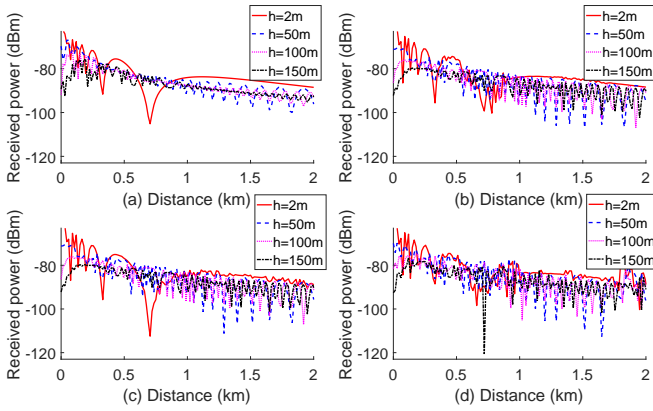 h=2m
h=50m
h=100m
h=150m
Received power (dBm)
-80
-100
-120
0
0.5
1
1.5
2
(a) Distance (km)
h=2m
h=50m
h=100m
h=150m
Received power (dBm)
-80
-100
-120
0
0.5
1
1.5
2
(b) Distance (km)
h=2m
h=50m
h=100m
h=150m
Received power (dBm)
-80
-100
-120
0
0.5
1
1.5
2
(c) Distance (km)
h=2m
h=50m
h=100m
h=150m
Received power (dBm)
-80
-100
-120
0
0.5
1
1.5
2
(d) Distance (km)